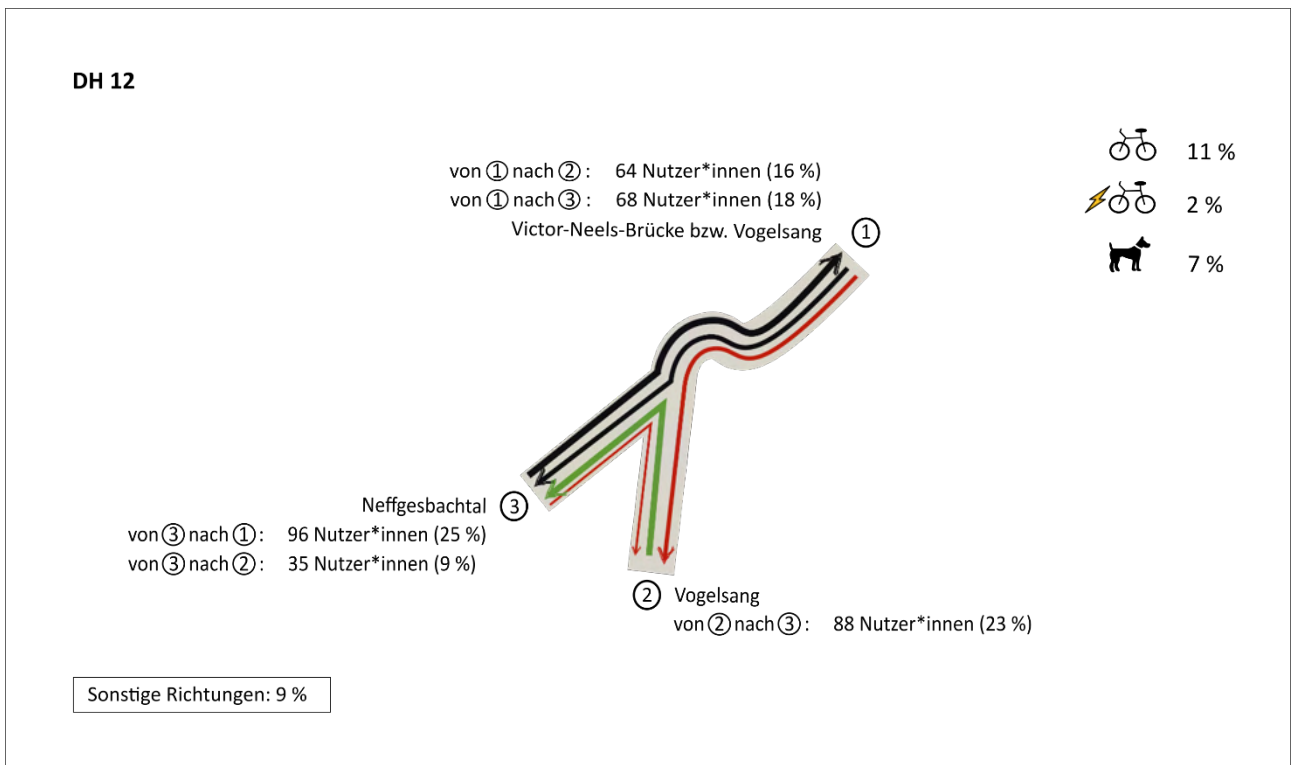 DH 12
von ① nach ② : 64 Nutzer*innen (16 %)
von ① nach ③ : 68 Nutzer*innen (18 %)
Victor-Neels-Brücke bzw. Vogelsang ①
11 %
2 %
7 %
Neffgesbachtal ③
von ③ nach ① : 96 Nutzer*innen (25 %)
von ③ nach ② : 35 Nutzer*innen (9 %)
② Vogelsang
von ② nach ③ : 88 Nutzer*innen (23 %)
Sonstige Richtungen: 9 %